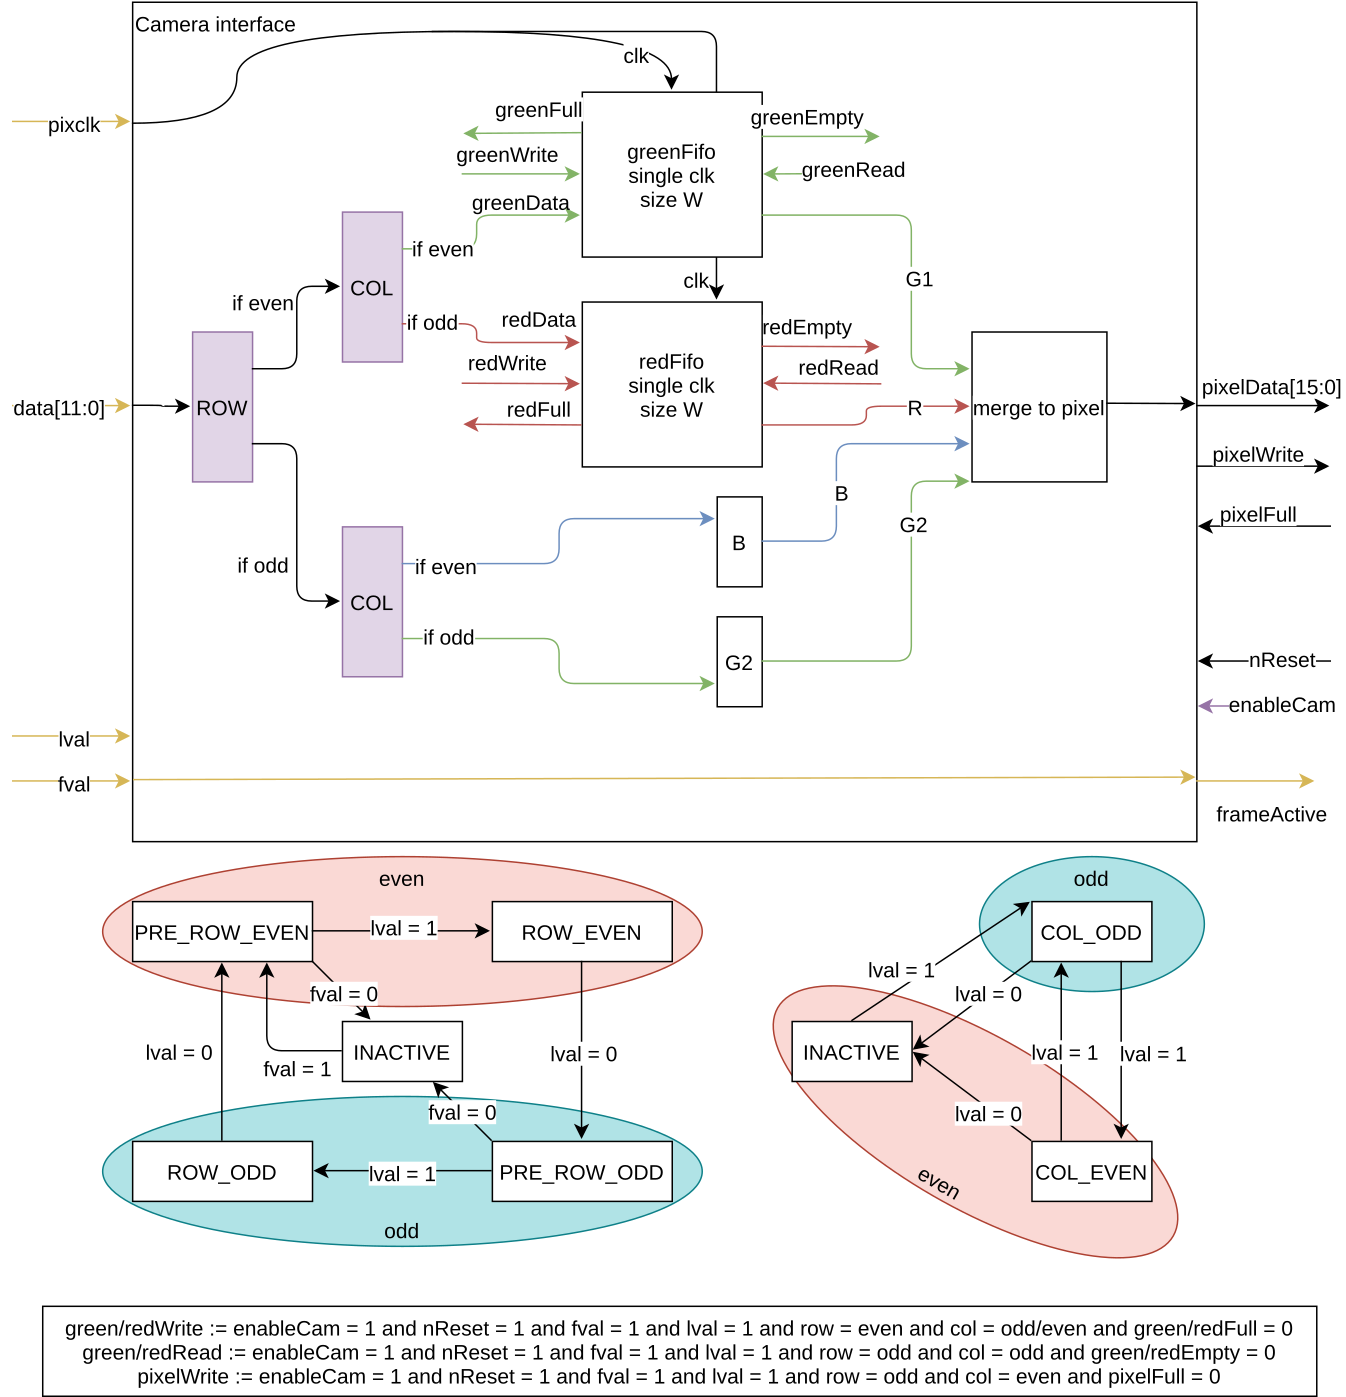 Camera interface
clk
pixclk
greenFull
greenEmpty
greenWrite
greenRead
greenData
greenFifo
single clk
size W
if even
COL
if odd
if even
clk
G1
redData
redEmpty
redWrite
redRead
redFull
redFifo
single clk
size W
R
data[11:0]
ROW
merge to pixel
pixelData[15:0]
pixelWrite
pixelFull
B
B
G2
if odd
if even
COL
if odd
G2
nReset
enableCam
lval
fval
frameActive
even
PRE_ROW_EVEN
lval = 1
ROW_EVEN
fval = 0
INACTIVE
lval = 0
fval = 1
lval = 0
fval = 0
ROW_ODD
lval = 1
PRE_ROW_ODD
odd
odd
COL_ODD
lval = 1
lval = 0
INACTIVE
lval = 1
lval = 1
lval = 0
COL_EVEN
even
green/redWrite := enableCam = 1 and nReset = 1 and fval = 1 and lval = 1 and row = even and col = odd/even and green/redFull = 0
green/redRead := enableCam = 1 and nReset = 1 and fval = 1 and lval = 1 and row = odd and col = odd and green/redEmpty = 0
pixelWrite := enableCam = 1 and nReset = 1 and fval = 1 and lval = 1 and row = odd and col = even and pixelFull = 0